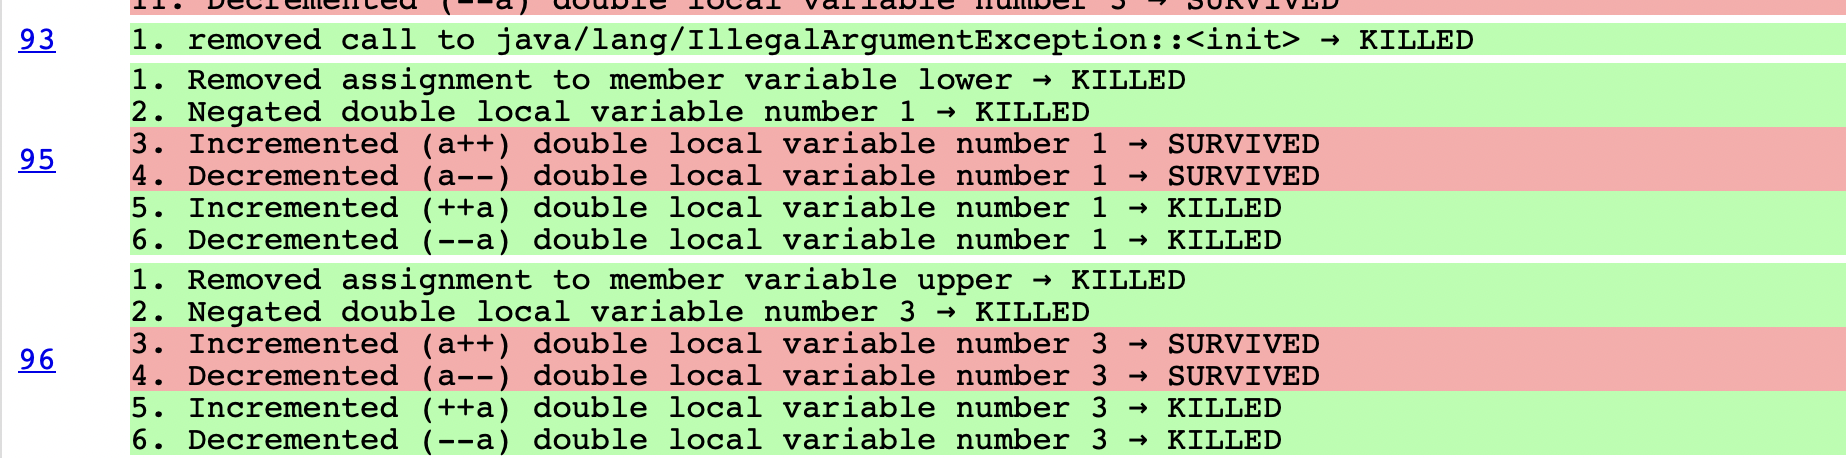 11. Decremented (--a) double local variable number 3 → SURVIVED
93 1. removed call to java/lang/IllegalArgumentException::<init> → KILLED
1. Removed assignment to member variable lower → KILLED
2. Negated double local variable number 1 → KILLED
95 3. Incremented (a++) double local variable number 1 → SURVIVED
4. Decremented (a--) double local variable number 1 → SURVIVED
5. Incremented (++a) double local variable number 1 → KILLED
6. Decremented (--a) double local variable number 1 → KILLED
1. Removed assignment to member variable upper → KILLED
2. Negated double local variable number 3 → KILLED
96 3. Incremented (a++) double local variable number 3 → SURVIVED
4. Decremented (a--) double local variable number 3 → SURVIVED
5. Incremented (++a) double local variable number 3 → KILLED
6. Decremented (--a) double local variable number 3 → KILLED